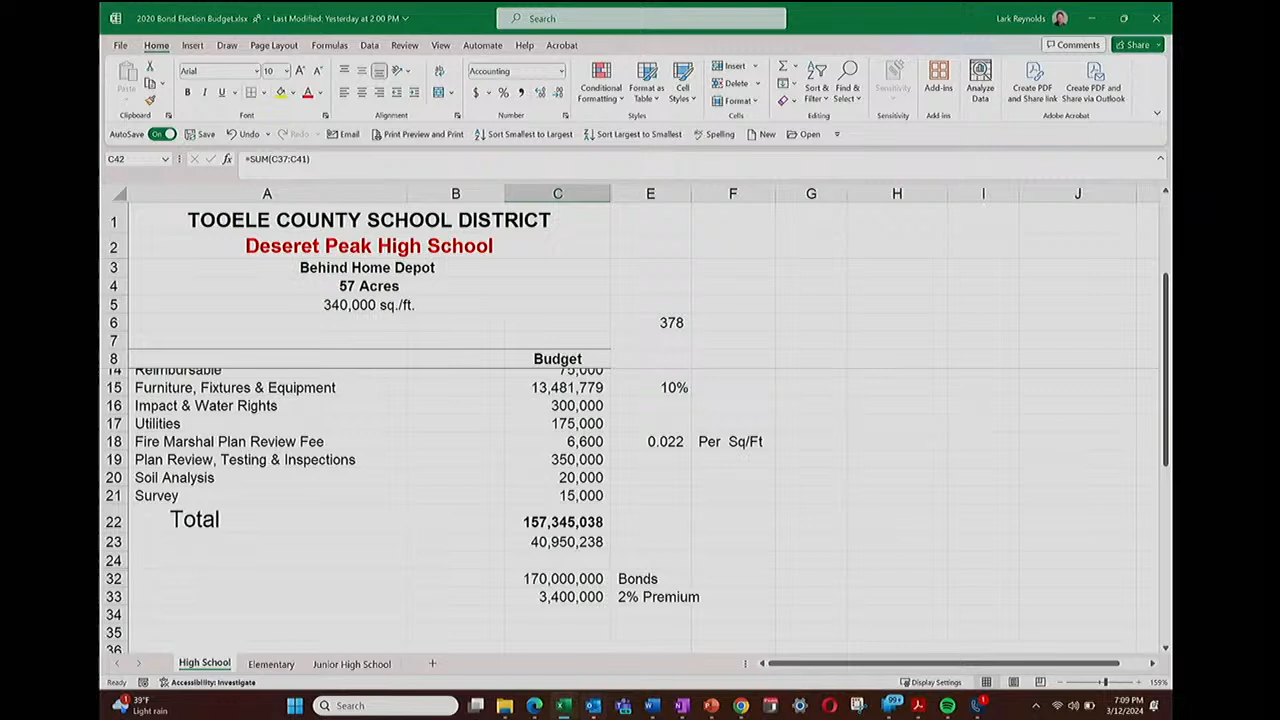 2020 Bond Election Budget.xlsx • Last Modified: Yesterday at 2:00 PM
Search
Lark Reynolds
File Home Insert Draw Page Layout Formulas Data Review View Automate Help Acrobat
Comments Share
Paste
Arial 10
B I U
Accounting
$ % ,
Conditional Formatting
Format as Table
Cell Styles
Insert
Delete
Format
Sort & Filter
Find & Select
Sensitivity
Add-ins
Analyze Data
Create PDF and Share link
Create PDF and Share via Outlook
Clipboard Font Alignment Number Styles Cells Editing Sensitivity Add-ins Adobe Acrobat
AutoSave On Save Undo Redo Email Print Preview and Print Sort Smallest to Largest Sort Largest to Smallest Spelling New Open
C42 fx =SUM(C37:C41)
A B C E F G H I J
1 TOOELE COUNTY SCHOOL DISTRICT
2 Deseret Peak High School
3 Behind Home Depot
4 57 Acres
5 340,000 sq./ft.
6 378
7
8 Budget
14 Reimbursable 75,000
15 Furniture, Fixtures & Equipment 13,481,779 10%
16 Impact & Water Rights 300,000
17 Utilities 175,000
18 Fire Marshal Plan Review Fee 6,600 0.022 Per Sq/Ft
19 Plan Review, Testing & Inspections 350,000
20 Soil Analysis 20,000
21 Survey 15,000
22 Total 157,345,038
23 40,950,238
24
32 170,000,000 Bonds
33 3,400,000 2% Premium
34
35
36
High School Elementary Junior High School +
Ready Accessibility: Investigate Display Settings 159%
39°F
Light rain
Search
99+
7:09 PM
3/12/2024